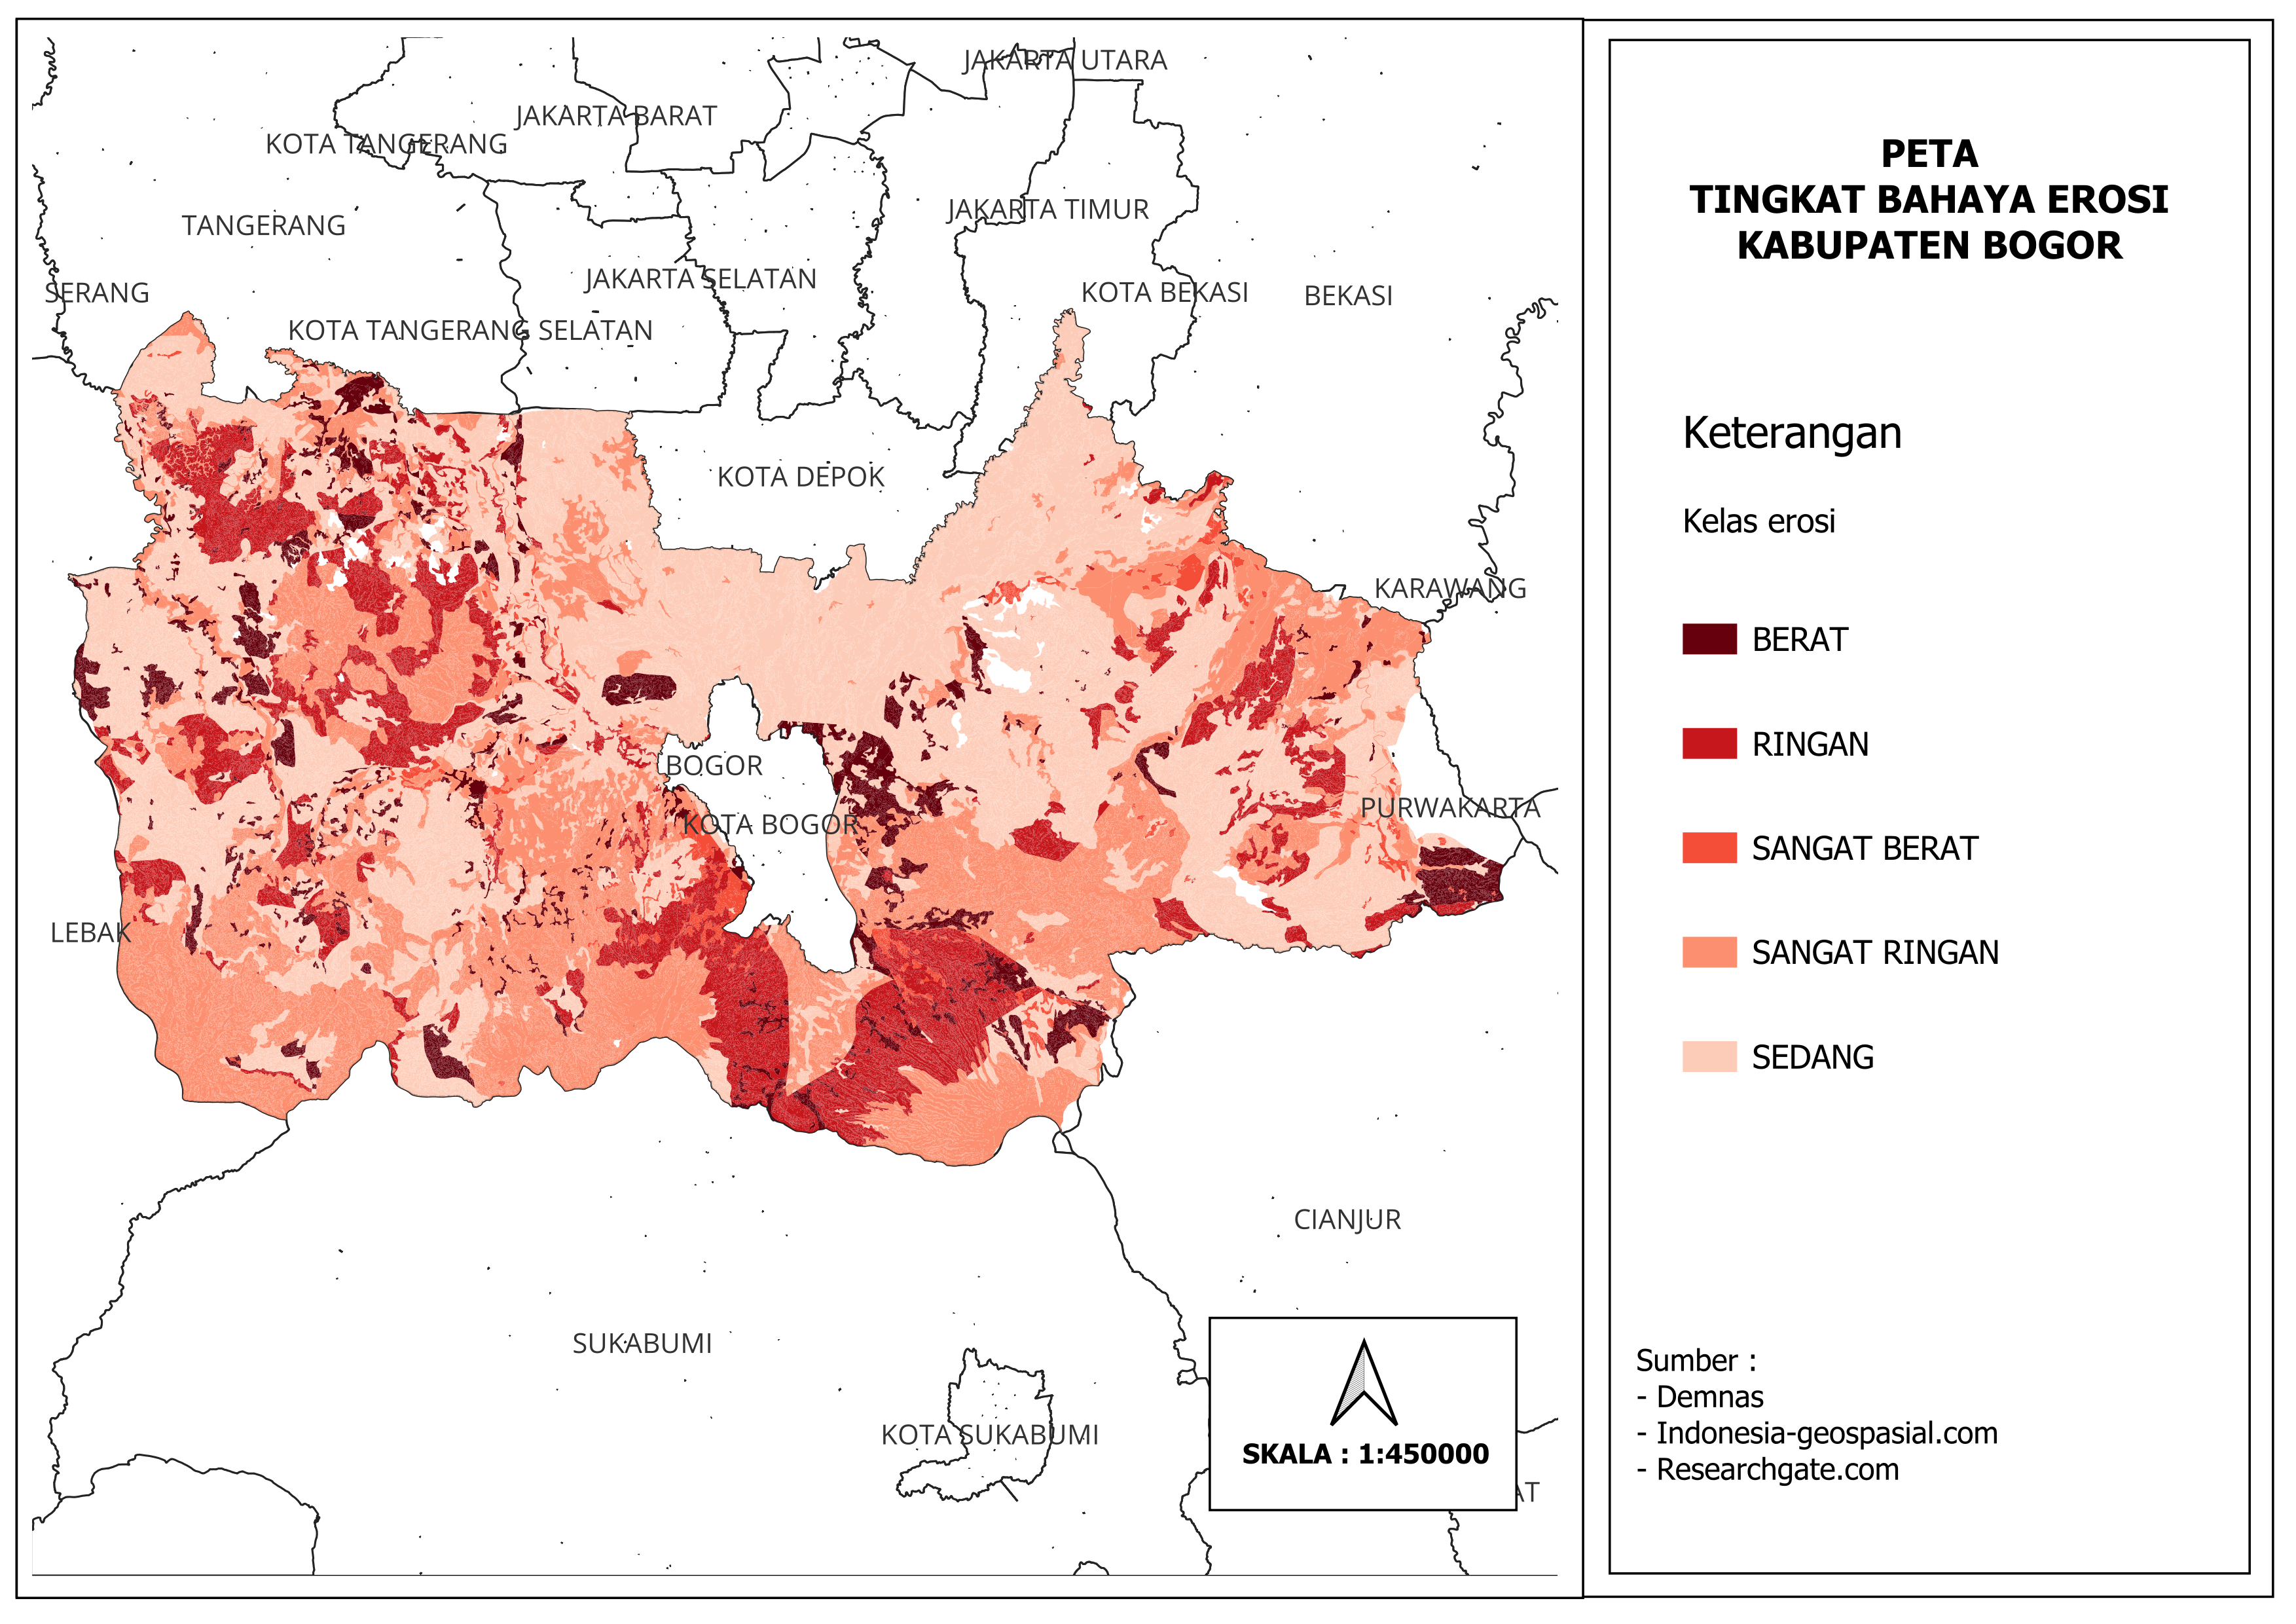 JAKARTA UTARA
JAKARTA BARAT
KOTA TANGERANG
JAKARTA TIMUR
TANGERANG
JAKARTA SELATAN
SERANG
KOTA BEKASI
BEKASI
KOTA TANGERANG SELATAN
KOTA DEPOK
KARAWANG
BOGOR
PURWAKARTA
KOTA BOGOR
LEBAK
CIANJUR
SUKABUMI
KOTA SUKABUMI
AT
SKALA : 1:450000
PETA
TINGKAT BAHAYA EROSI
KABUPATEN BOGOR
Keterangan
Kelas erosi
BERAT
RINGAN
SANGAT BERAT
SANGAT RINGAN
SEDANG
Sumber :
- Demnas
- Indonesia-geospasial.com
- Researchgate.com